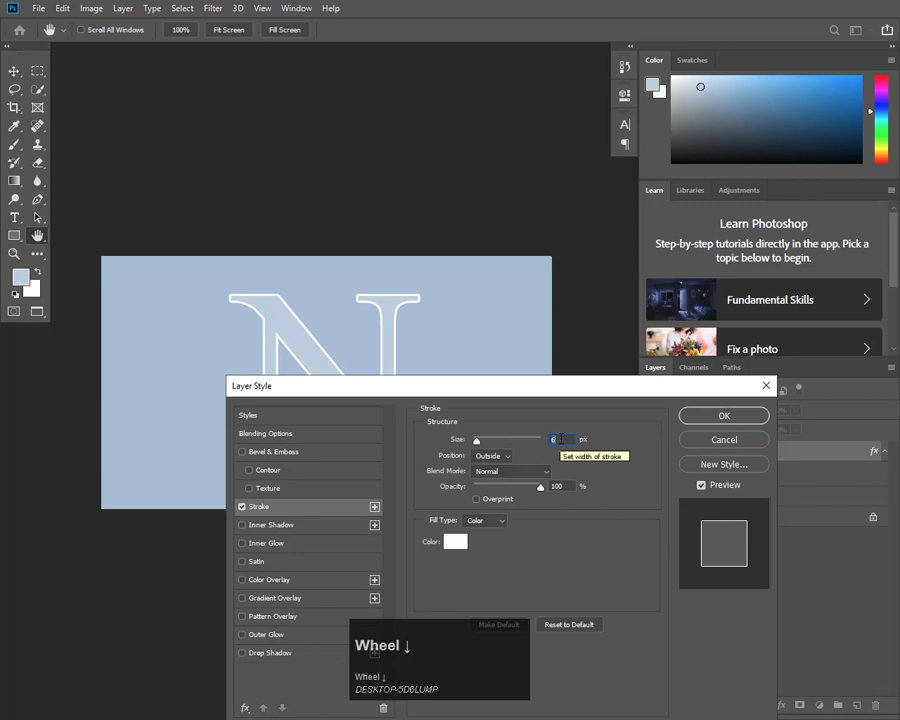 Ps File Edit Image Layer Type Select Filter 3D View Window Help
Scroll All Windows 100% Fit Screen Fill Screen
Color Swatches
Learn Libraries Adjustments
Learn Photoshop
Step-by-step tutorials directly in the app. Pick a
topic below to begin.
Fundamental Skills
Fix a photo
Layers Channels Paths
N
Layer Style
Styles
Blending Options
Bevel & Emboss
Contour
Texture
Stroke
Inner Shadow
Inner Glow
Satin
Color Overlay
Gradient Overlay
Pattern Overlay
Outer Glow
Drop Shadow
fx
Stroke
Structure
Size: 6 px
Set width of stroke
Position: Outside
Blend Mode: Normal
Opacity: 100 %
Overprint
Fill Type: Color
Color:
Make Default Reset to Default
OK
Cancel
New Style...
Preview
fx
fx
Wheel ↓
Wheel ↓
DESKTOP-5D6LUMP